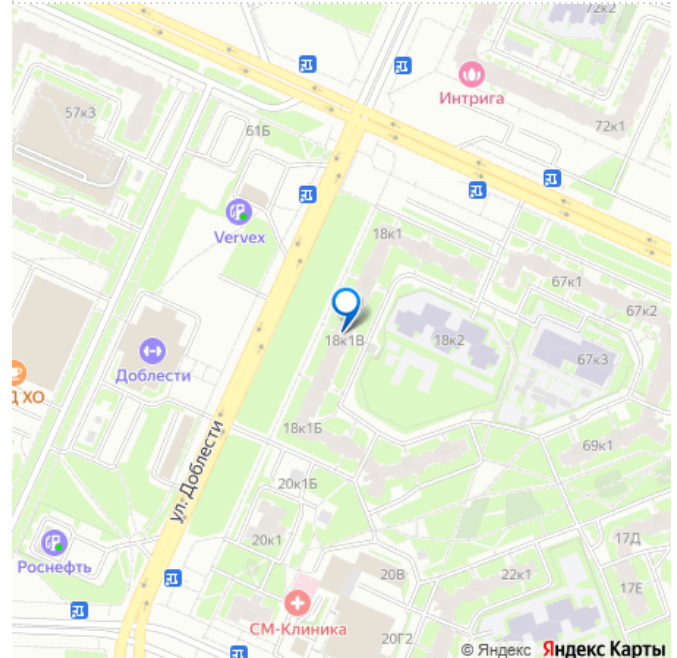 72к2
Интрига
72к1
57к3
61Б
Vervex
18к1
67к1
67к2
18к1В
18к2
67к3
Доблести
Д ХО
ул. Доблести
18к1Б
69к1
20к1Б
20к1
17Д
Роснефть
20В
22к1
17Е
СМ-Клиника
20Г2
© Яндекс Яндекс Карты